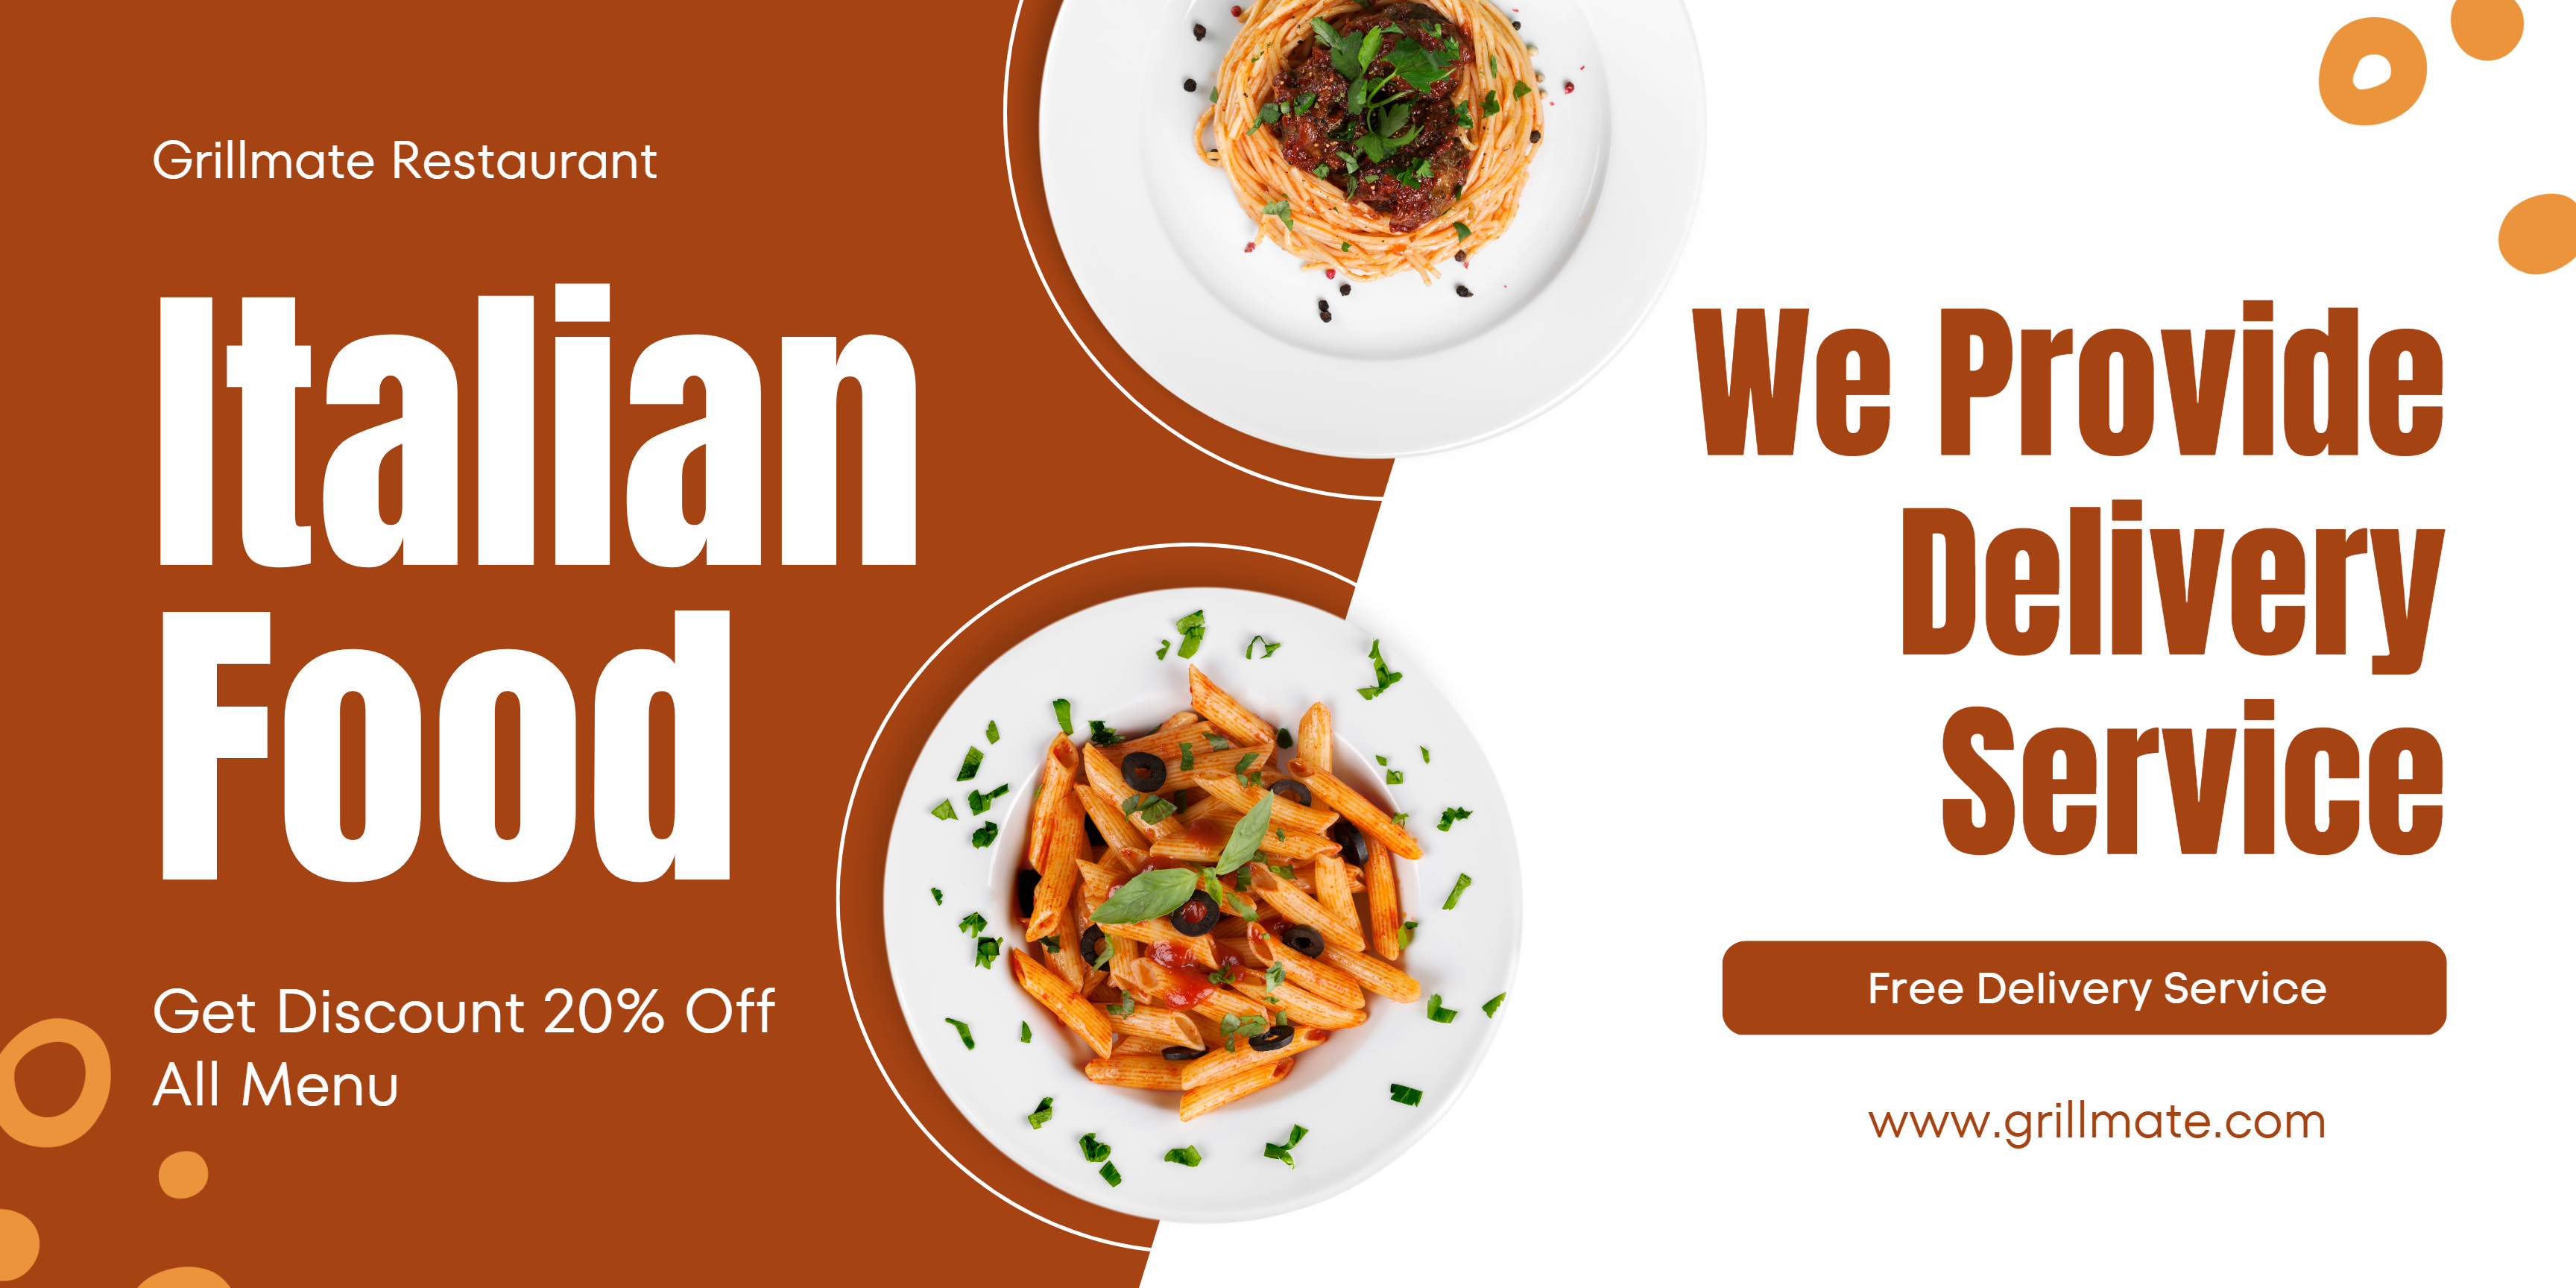 Grillmate Restaurant
Italian
Food
Get Discount 20% Off
All Menu
We Provide
Delivery
Service
Free Delivery Service
www.grillmate.com